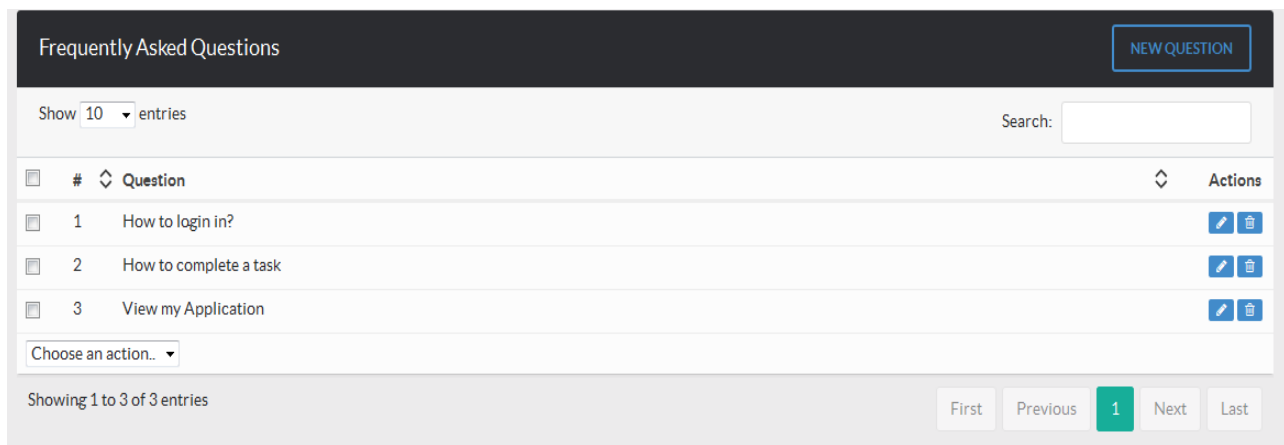 Frequently Asked Questions NEW QUESTION
Show 10 entries Search:
# Question Actions
1 How to login in?
2 How to complete a task
3 View my Application
Choose an action..
Showing 1 to 3 of 3 entries First Previous 1 Next Last